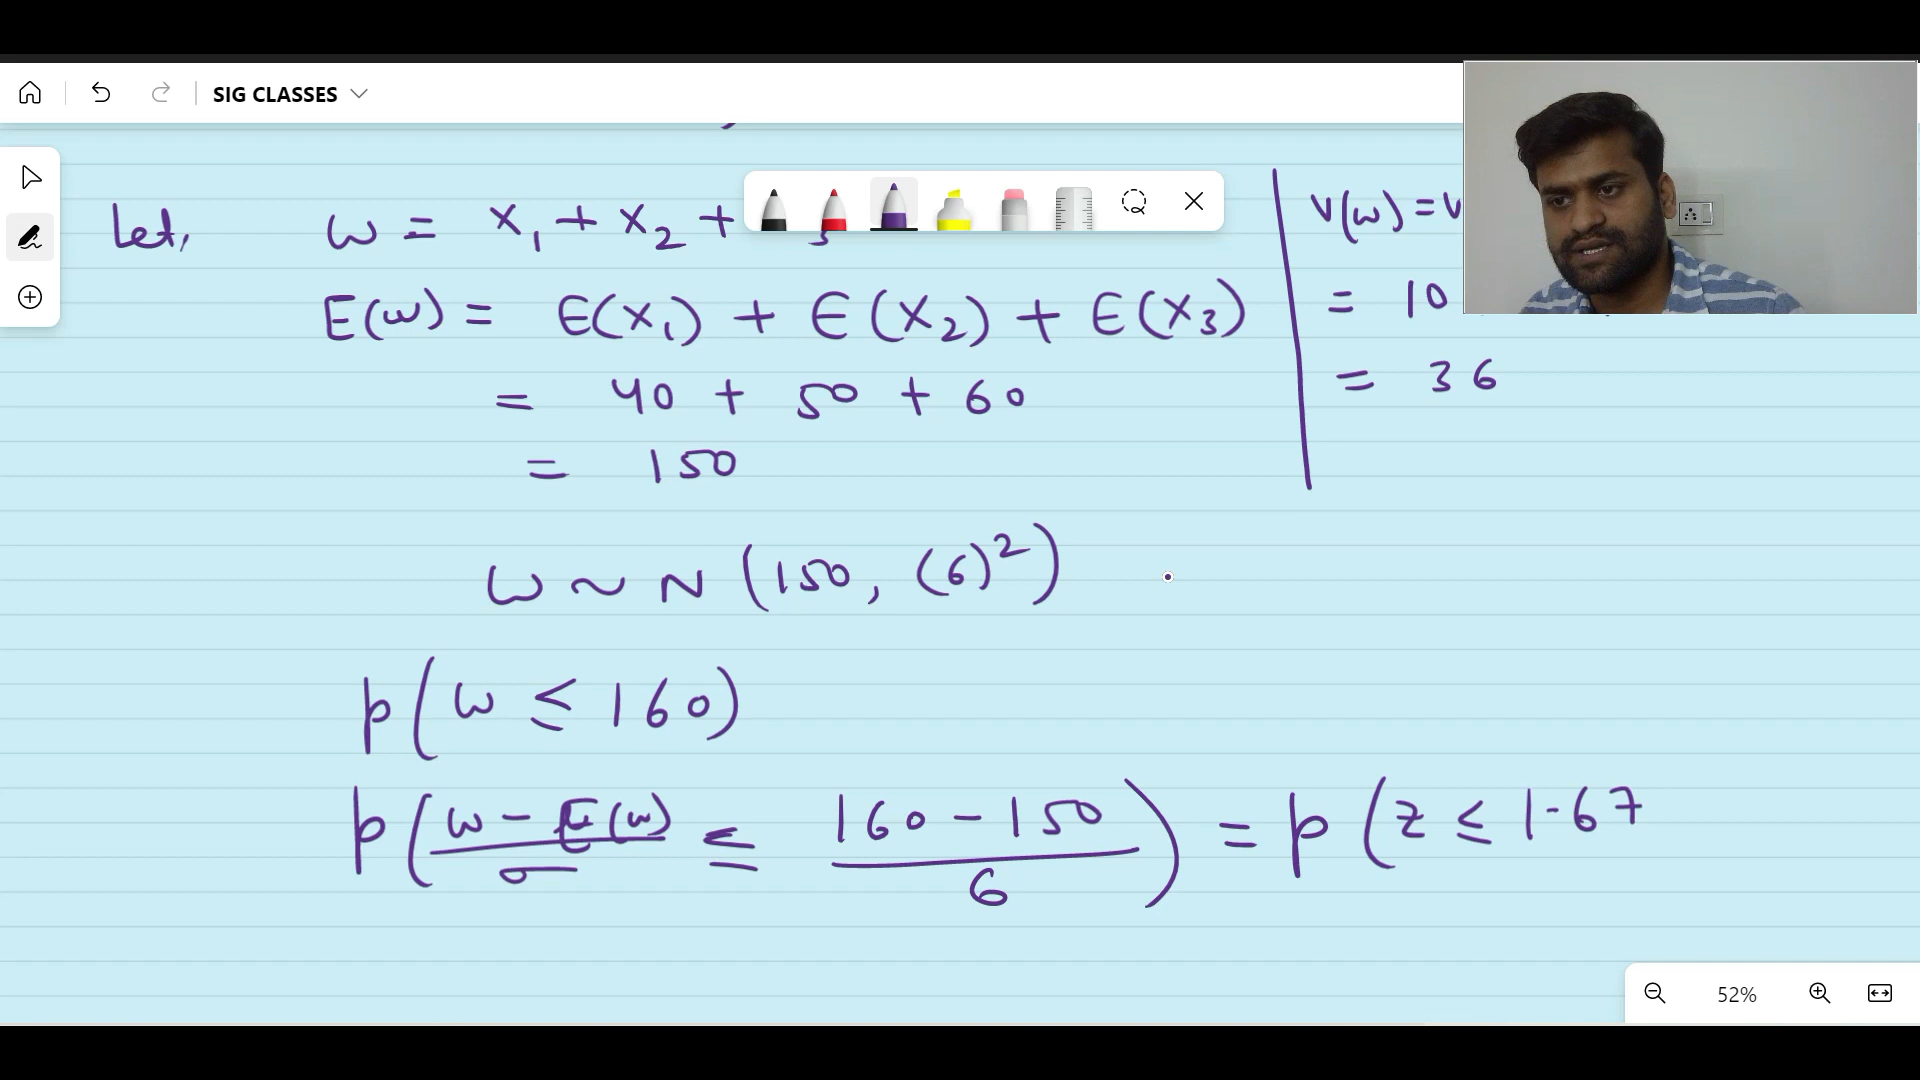 SIG CLASSES
Let, W = X₁ + X₂ +
V(W) = V
E(W) = E(X₁) + E(X₂) + E(X₃)
= 10
= 40 + 50 + 60
= 36
= 150
W ~ N (150, (6)²)
P(W ≤ 160)
P(W - E(W) / σ ≤ 160 - 150 / 6) = P(Z ≤ 1.67
52%